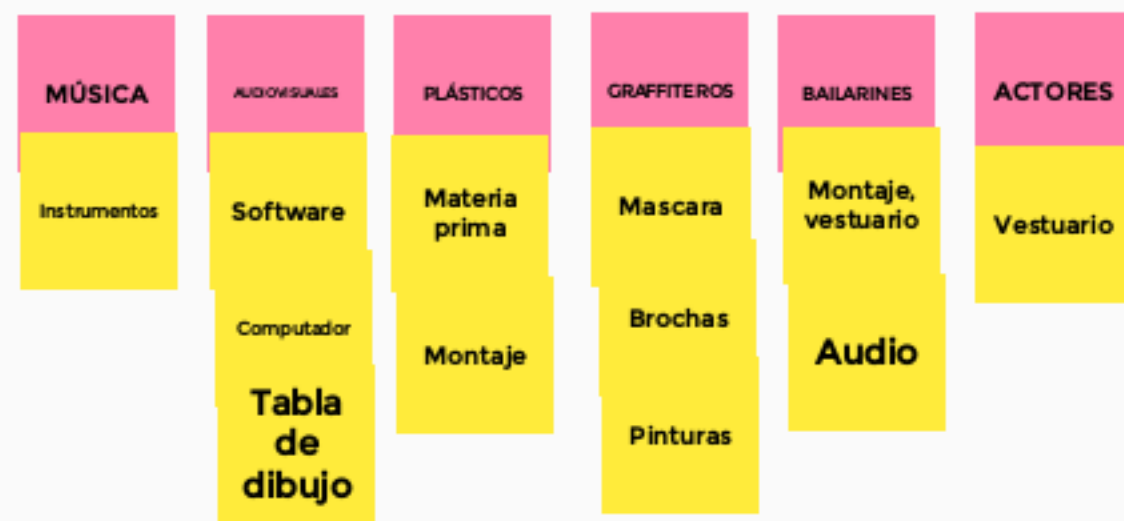 MÚSICA
Instrumentos
AUDIOVISUALES
Software
Computador
Tabla
de
dibujo
PLÁSTICOS
Materia
prima
Montaje
GRAFFITEROS
Mascara
Brochas
Pinturas
BAILARINES
Montaje,
vestuario
Audio
ACTORES
Vestuario